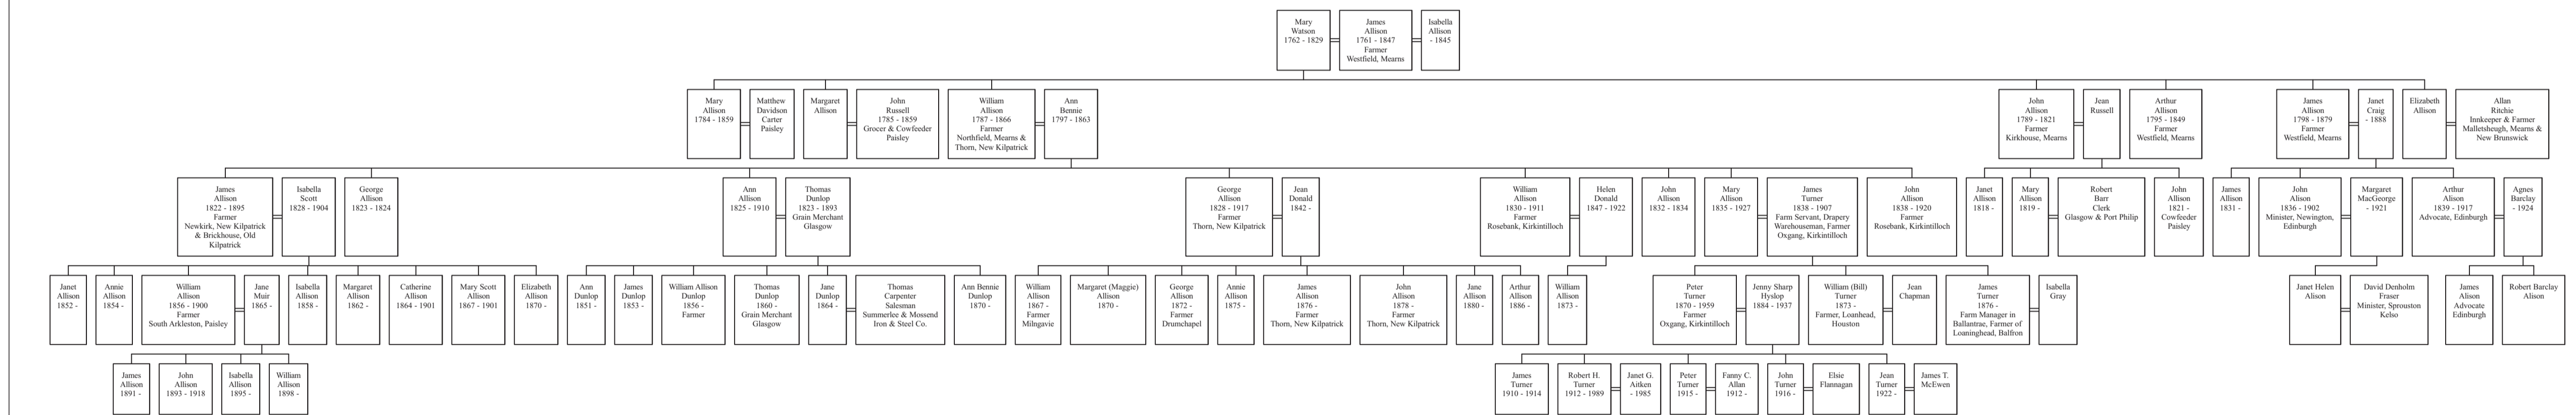 Mary
Watson
1762 - 1829
James
Allison
1761 - 1847
Farmer
Westfield, Mearns
Isabella
Allison
- 1845
Mary
Allison
1784 - 1859
Matthew
Davidson
Carter
Paisley
Margaret
Allison
John
Russell
1785 - 1859
Grocer & Cowfeeder
Paisley
William
Allison
1787 - 1866
Farmer
Northfield, Mearns &
Thorn, New Kilpatrick
Ann
Bennie
1797 - 1863
John
Allison
1789 - 1821
Farmer
Kirkhouse, Mearns
Jean
Russell
Arthur
Allison
1795 - 1849
Farmer
Westfield, Mearns
James
Allison
1798 - 1879
Farmer
Westfield, Mearns
Janet
Craig
- 1888
Elizabeth
Allison
Allan
Ritchie
Innkeeper & Farmer
Malletsheugh, Mearns &
New Brunswick
James
Allison
1822 - 1895
Farmer
Newkirk, New Kilpatrick
& Brickhouse, Old
Kilpatrick
Isabella
Scott
1828 - 1904
George
Allison
1823 - 1824
Ann
Allison
1825 - 1910
Thomas
Dunlop
1823 - 1893
Grain Merchant
Glasgow
George
Allison
1828 - 1917
Farmer
Thorn, New Kilpatrick
Jean
Donald
1842 -
William
Allison
1830 - 1911
Farmer
Rosebank, Kirkintilloch
Helen
Donald
1847 - 1922
John
Allison
1832 - 1834
Mary
Allison
1835 - 1927
James
Turner
1838 - 1907
Farm Servant, Drapery
Warehouseman, Farmer
Oxgang, Kirkintilloch
John
Allison
1838 - 1920
Farmer
Rosebank, Kirkintilloch
Janet
Allison
1818 -
Mary
Allison
1819 -
Robert
Barr
Clerk
Glasgow & Port Philip
John
Allison
1821 -
Cowfeeder
Paisley
James
Allison
1831 -
John
Alison
1836 - 1902
Minister, Newington,
Edinburgh
Margaret
MacGeorge
- 1921
Arthur
Alison
1839 - 1917
Advocate, Edinburgh
Agnes
Barclay
- 1924
Janet
Allison
1852 -
Annie
Allison
1854 -
William
Allison
1856 - 1900
Farmer
South Arkleston, Paisley
Jane
Muir
1865 -
Isabella
Allison
1858 -
Margaret
Allison
1862 -
Catherine
Allison
1864 - 1901
Mary Scott
Allison
1867 - 1901
Elizabeth
Allison
1870 -
Ann
Dunlop
1851 -
James
Dunlop
1853 -
William Allison
Dunlop
1856 -
Farmer
Thomas
Dunlop
1860 -
Grain Merchant
Glasgow
Jane
Dunlop
1864 -
Thomas
Carpenter
Salesman
Summerlee & Mossend
Iron & Steel Co.
Ann Bennie
Dunlop
1870 -
William
Allison
1867 -
Farmer
Milngavie
Margaret (Maggie)
Allison
1870 -
George
Allison
1872 -
Farmer
Drumchapel
Annie
Allison
1875 -
James
Allison
1876 -
Farmer
Thorn, New Kilpatrick
John
Allison
1878 -
Farmer
Thorn, New Kilpatrick
Jane
Allison
1880 -
Arthur
Allison
1886 -
William
Allison
1873 -
Peter
Turner
1870 - 1959
Farmer
Oxgang, Kirkintilloch
Jenny Sharp
Hyslop
1884 - 1937
William (Bill)
Turner
1873 -
Farmer, Loanhead,
Houston
Jean
Chapman
James
Turner
1876 -
Farm Manager in
Ballantrae, Farmer of
Loaninghead, Balfron
Isabella
Gray
Janet Helen
Alison
David Denholm
Fraser
Minister, Sprouston
Kelso
James
Alison
Advocate
Edinburgh
Robert Barclay
Alison
James
Allison
1891 -
John
Allison
1893 - 1918
Isabella
Allison
1895 -
William
Allison
1898 -
James
Turner
1910 - 1914
Robert H.
Turner
1912 - 1989
Janet G.
Aitken
- 1985
Peter
Turner
1915 -
Fanny C.
Allan
1912 -
John
Turner
1916 -
Elsie
Flannagan
Jean
Turner
1922 -
James T.
McEwen